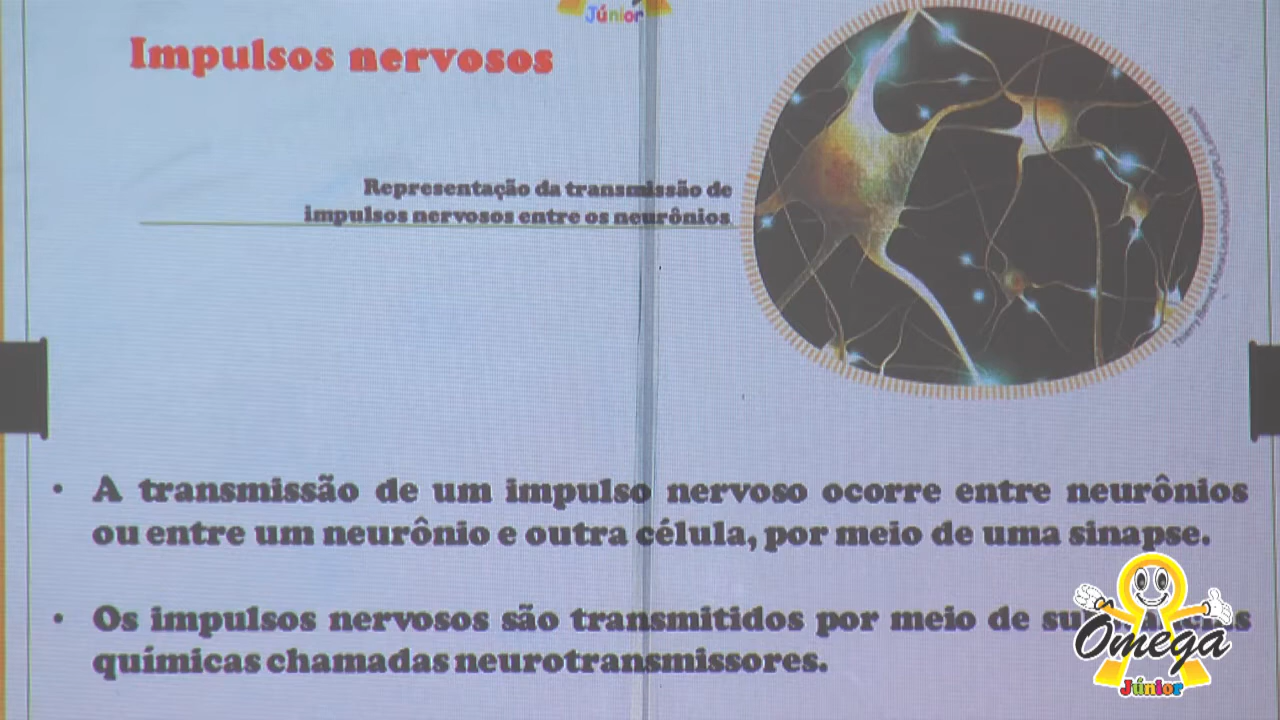 Júnior
Impulsos nervosos
Representação da transmissão de
impulsos nervosos entre os neurônios
A transmissão de um impulso nervoso ocorre entre neurônios
ou entre um neurônio e outra célula, por meio de uma sinapse.
Os impulsos nervosos são transmitidos por meio de
químicas chamadas neurotransmissores.
Ômega
Júnior